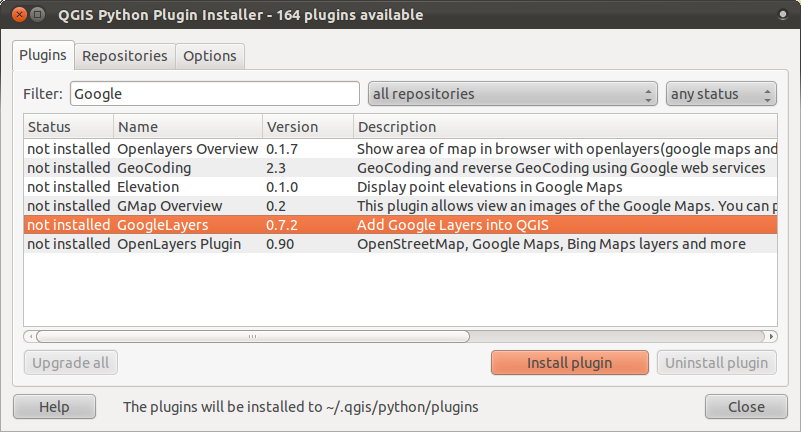 QGIS Python Plugin Installer - 164 plugins available
Plugins Repositories Options
Filter: Google all repositories any status
Status Name Version Description
not installed Openlayers Overview 0.1.7 Show area of map in browser with openlayers(google maps and
not installed GeoCoding 2.3 GeoCoding and reverse GeoCoding using Google web services
not installed Elevation 0.1.0 Display point elevations in Google Maps
not installed GMap Overview 0.2 This plugin allows view an images of the Google Maps. You can p
not installed GoogleLayers 0.7.2 Add Google Layers into QGIS
not installed OpenLayers Plugin 0.90 OpenStreetMap, Google Maps, Bing Maps layers and more
Upgrade all Install plugin Uninstall plugin
Help The plugins will be installed to ~/.qgis/python/plugins Close